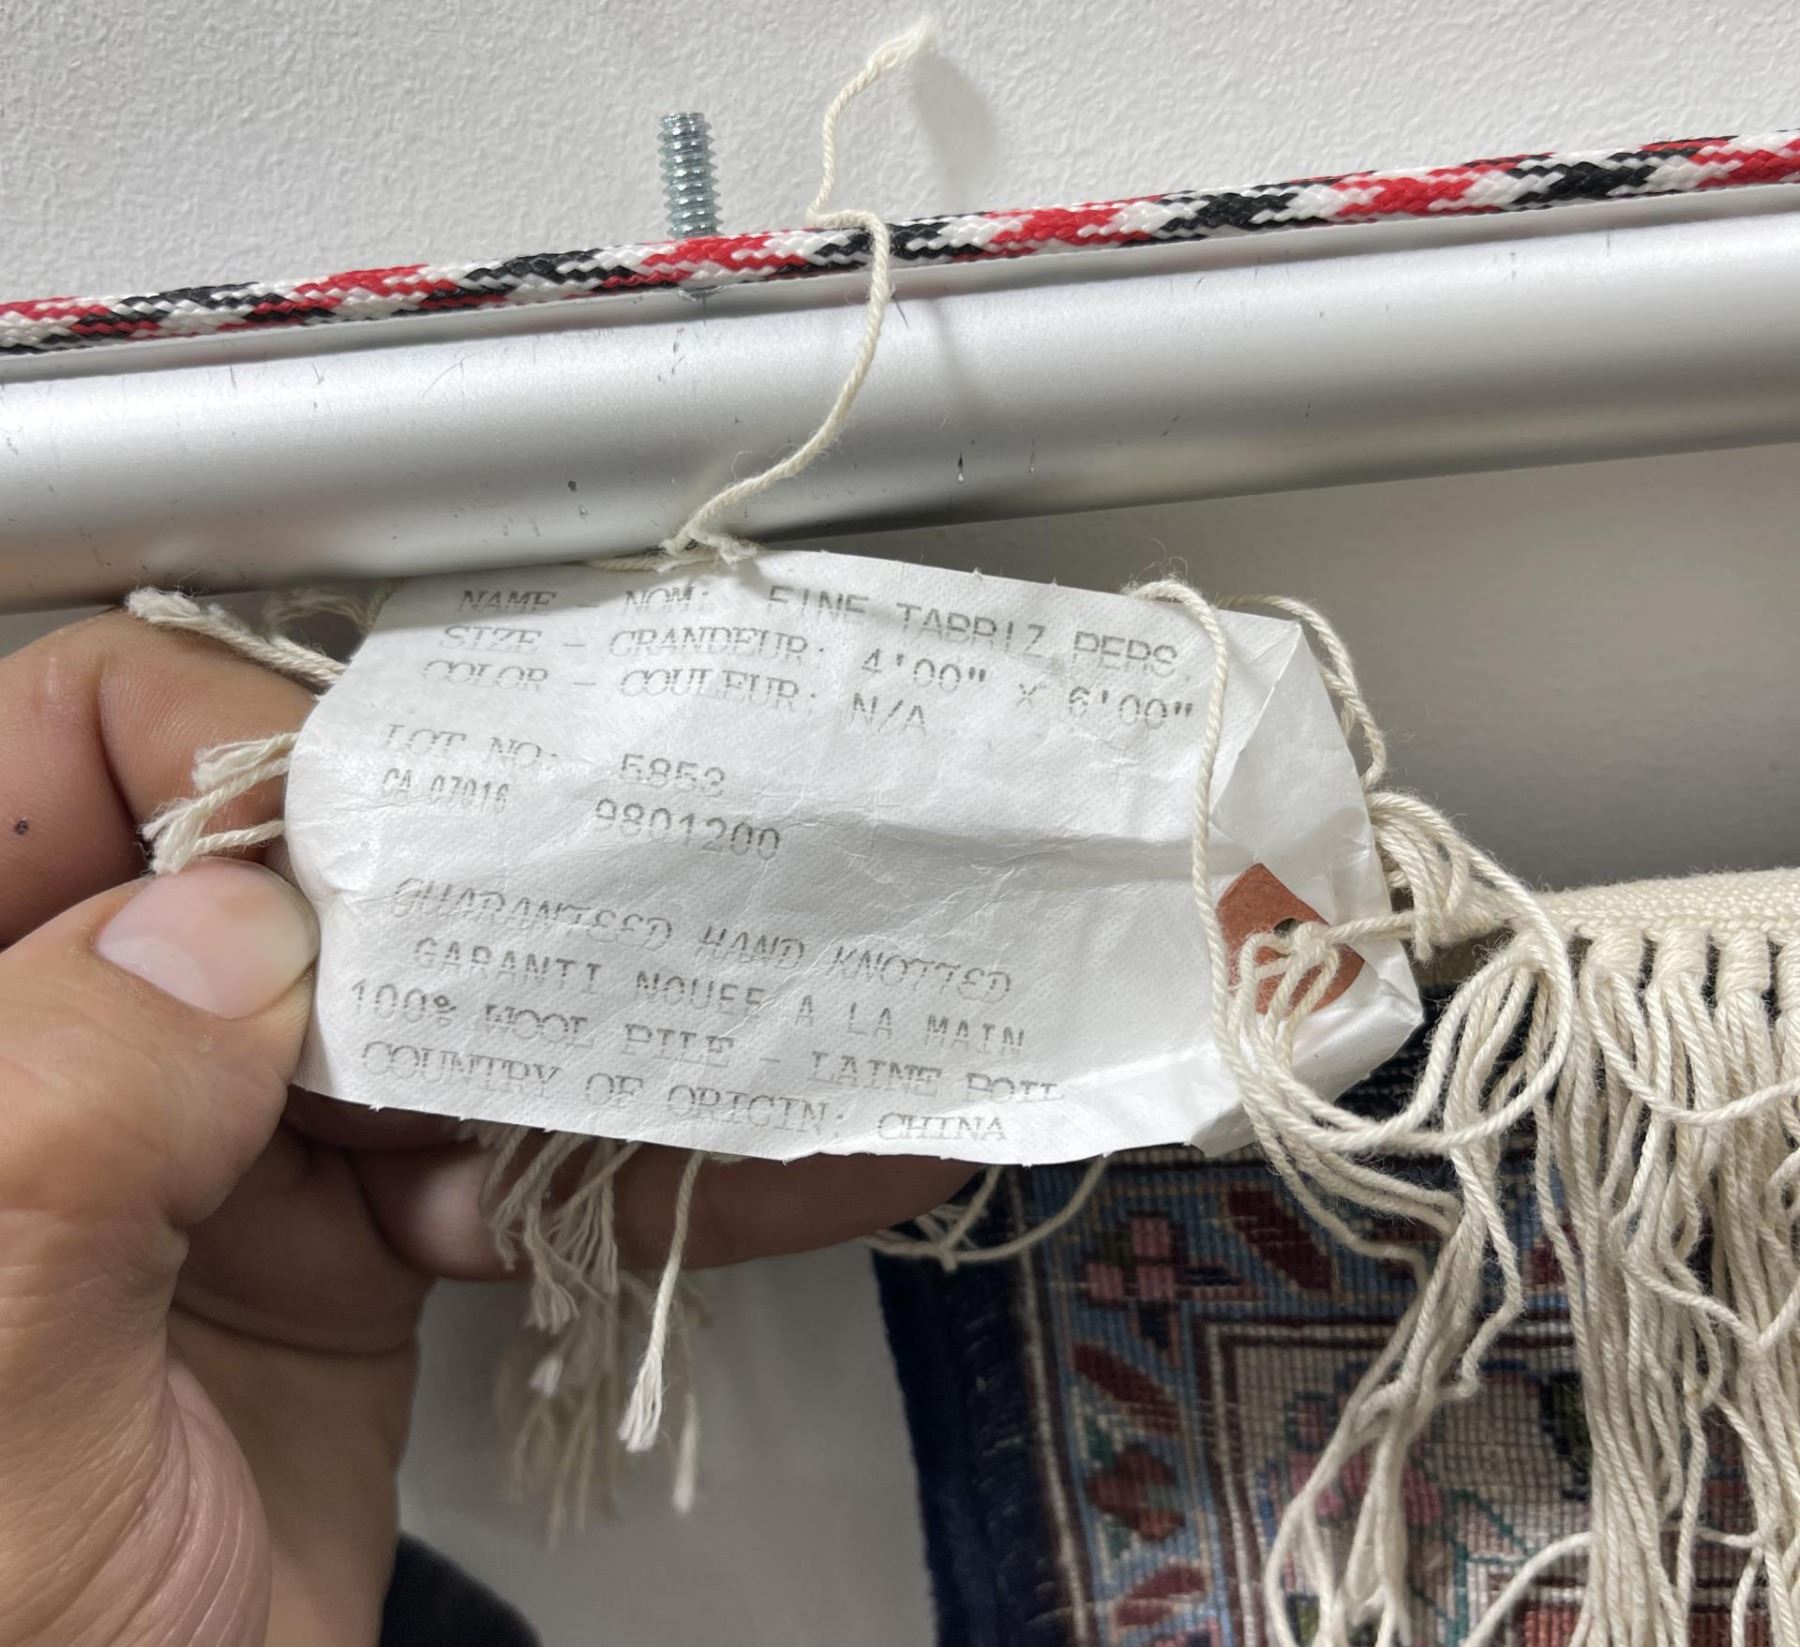 NAME - NOM: FINE TABRIZ PERS
SIZE - GRANDEUR: 4'00" X 6'00"
COLOR - COULEUR: N/A
LOT NO: 5853
CA 07016 9801200
GUARANTEED HAND KNOTTED
GARANTI NOUEE A LA MAIN
100% WOOL PILE - LAINE POIL
COUNTRY OF ORIGIN: CHINA